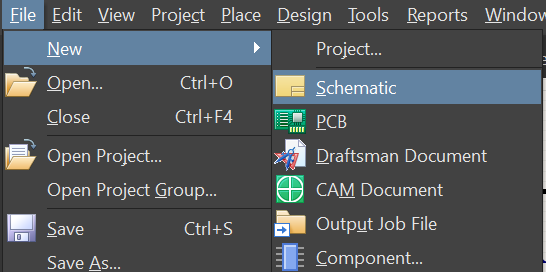 File Edit View Project Place Design Tools Reports Window
New Project...
Open... Ctrl+O Schematic
Close Ctrl+F4 PCB
Open Project... Draftsman Document
Open Project Group... CAM Document
Save Ctrl+S Output Job File
Save As... Component...